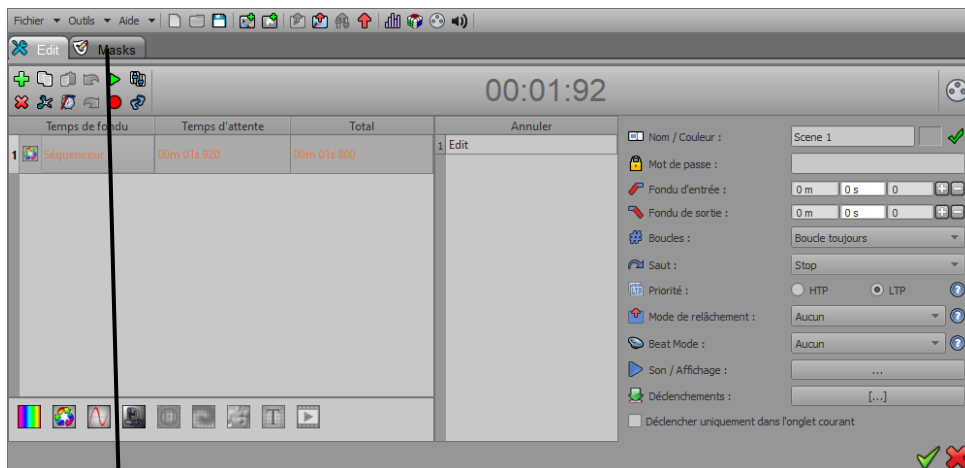 Fichier Outils Aide
Edit Masks
00:01:92
Temps de fondu Temps d'attente Total
1 Séquenceur 00m 01s 920 00m 01s 800
Annuler
1 Edit
Nom / Couleur : Scene 1
Mot de passe :
Fondu d'entrée : 0 m 0 s 0
Fondu de sortie : 0 m 0 s 0
Boucles : Boucle toujours
Saut : Stop
Priorité : HTP LTP
Mode de relâchement : Aucun
Beat Mode : Aucun
Son / Affichage : ...
Déclenchements : [...]
Déclencher uniquement dans l'onglet courant